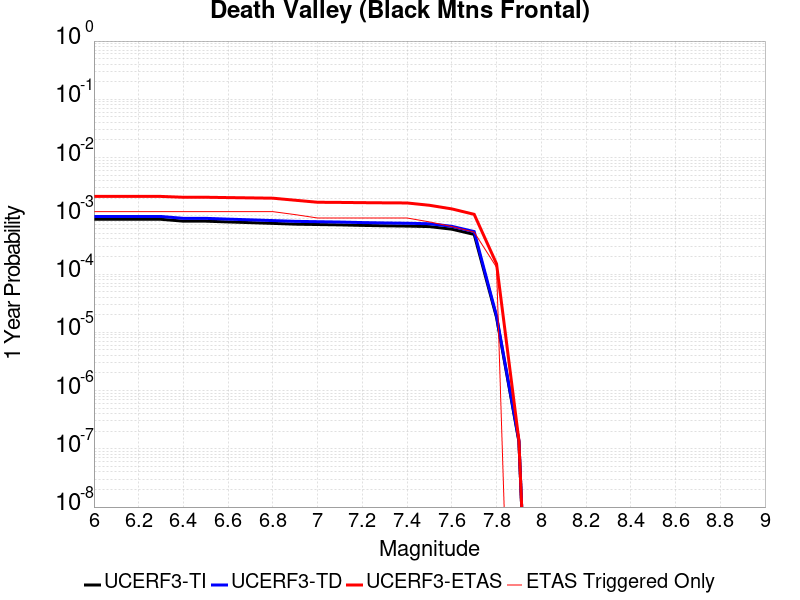 Death Valley (Black Mtns Frontal)
10^0
10^-1
10^-2
10^-3
10^-4
10^-5
10^-6
10^-7
10^-8
1 Year Probability
6 6.2 6.4 6.6 6.8 7 7.2 7.4 7.6 7.8 8 8.2 8.4 8.6 8.8 9
Magnitude
UCERF3-TI UCERF3-TD UCERF3-ETAS ETAS Triggered Only